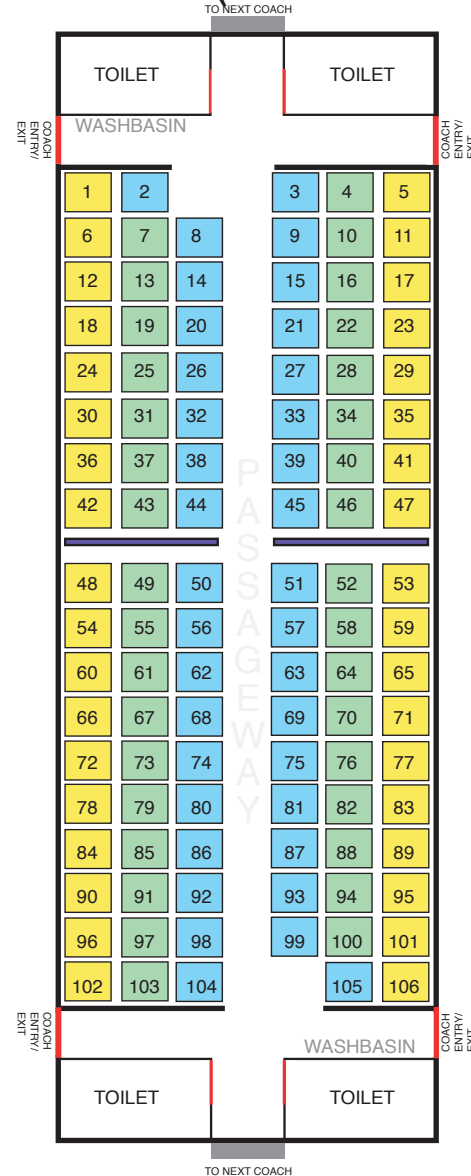 TO NEXT COACH
TOILET TOILET
COACH ENTRY/ EXIT
WASHBASIN
COACH ENTRY/ EXIT
1 2 3 4 5
6 7 8 9 10 11
12 13 14 15 16 17
18 19 20 21 22 23
24 25 26 27 28 29
30 31 32 33 34 35
36 37 38 39 40 41
42 43 44 45 46 47
PASSAGEWAY
48 49 50 51 52 53
54 55 56 57 58 59
60 61 62 63 64 65
66 67 68 69 70 71
72 73 74 75 76 77
78 79 80 81 82 83
84 85 86 87 88 89
90 91 92 93 94 95
96 97 98 99 100 101
102 103 104 105 106
COACH ENTRY/ EXIT
WASHBASIN
COACH ENTRY/ EXIT
TOILET TOILET
TO NEXT COACH